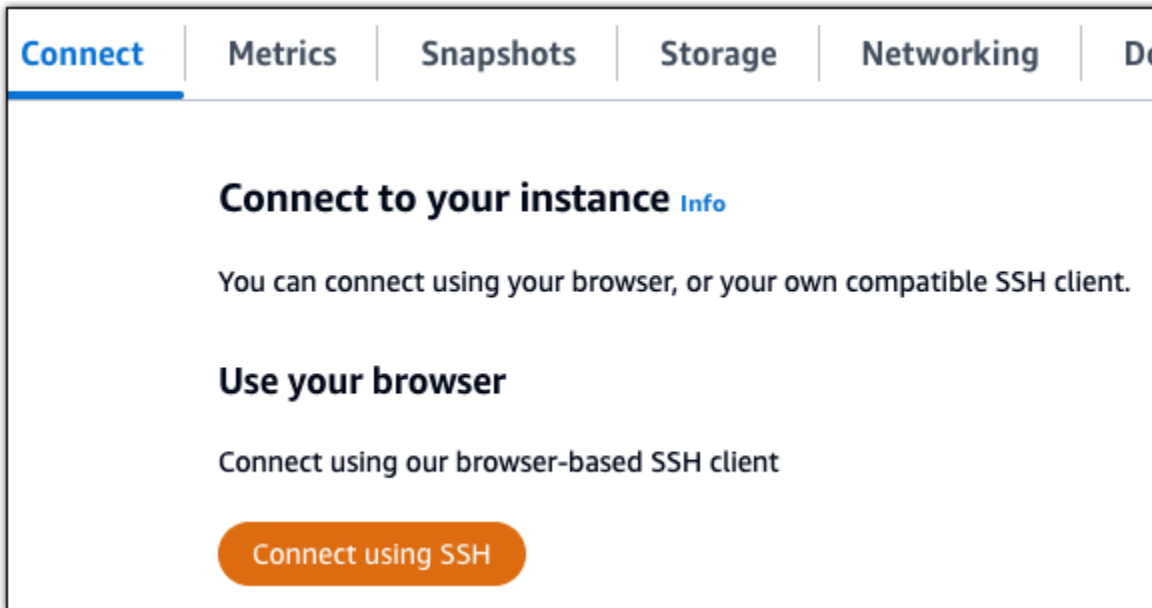 Connect Metrics Snapshots Storage Networking
Connect to your instance Info
You can connect using your browser, or your own compatible SSH client.
Use your browser
Connect using our browser-based SSH client
Connect using SSH